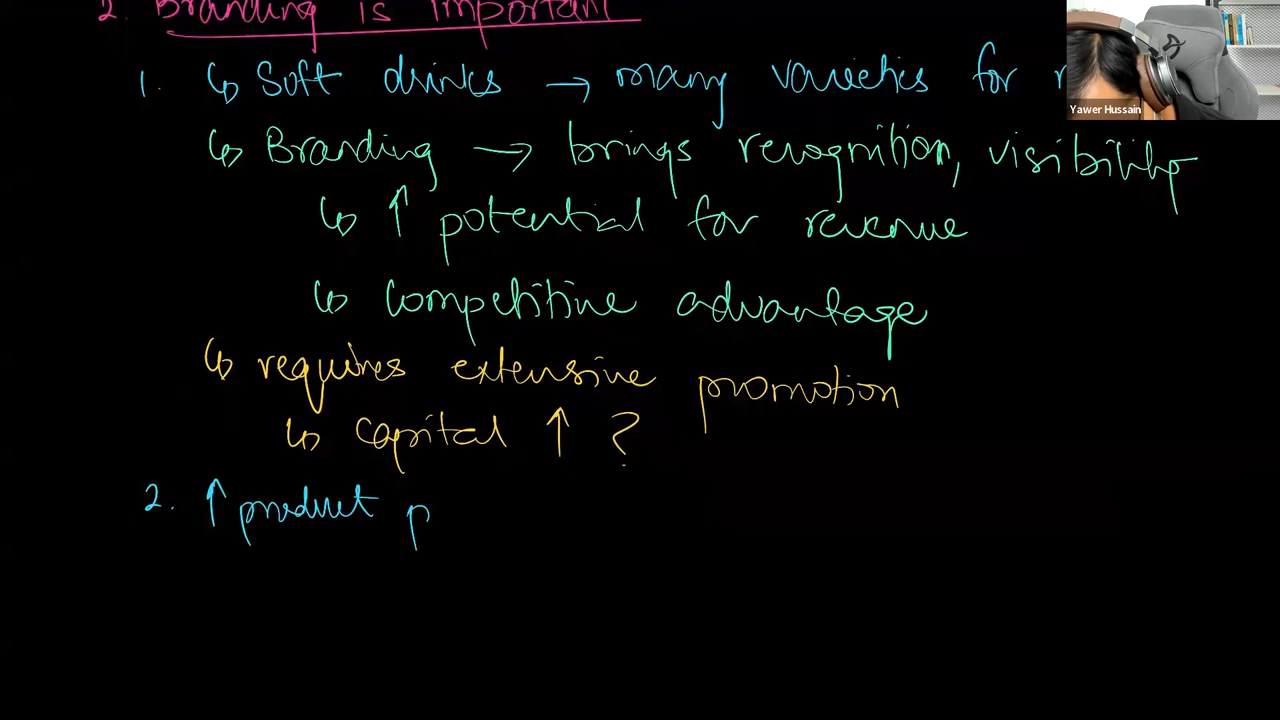 2. Branding is important
1. ↳ Soft drinks → many varieties for
Yawer Hussain
↳ Branding → brings recognition, visibility
↳ ↑ potential for revenue
↳ competitive advantage
↳ requires extensive promotion
↳ capital ↑ ?
2. ↑ product p